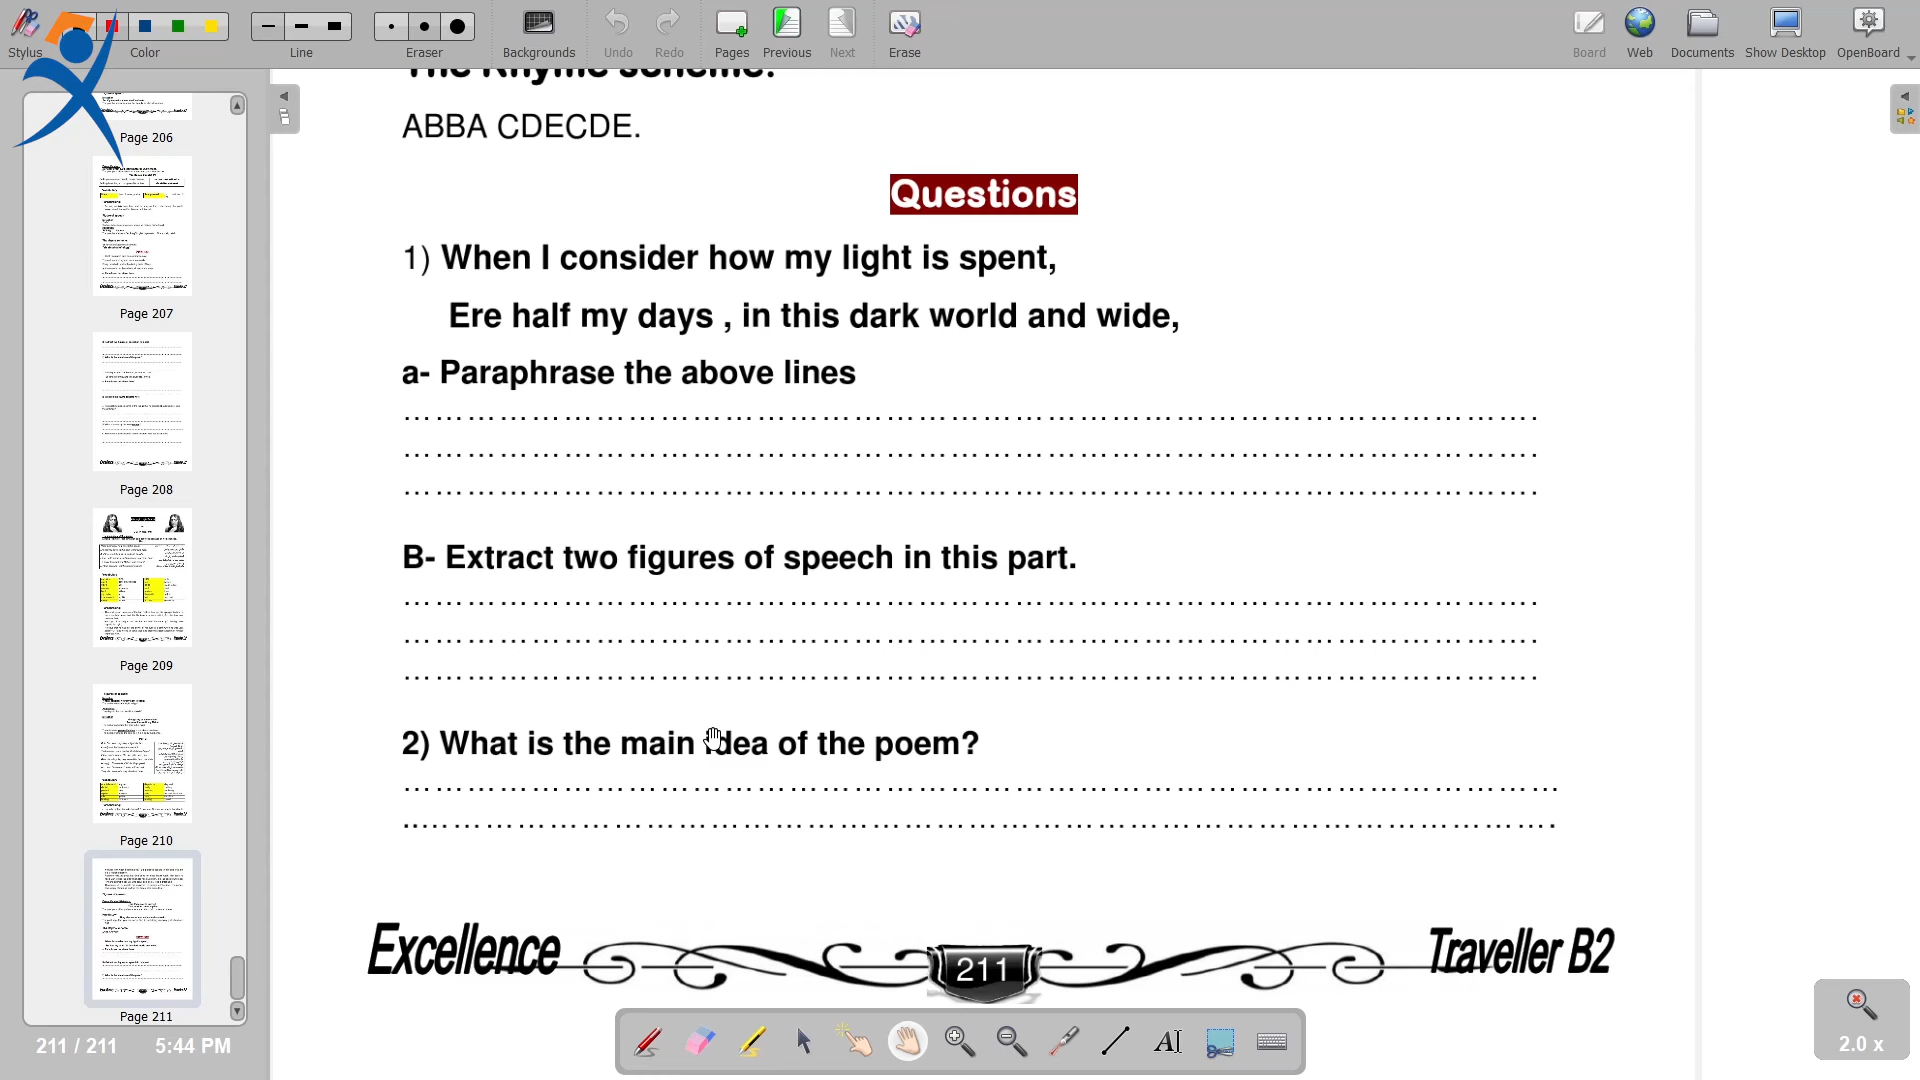 Stylus
Color
Line
Eraser
Backgrounds
Undo
Redo
Pages
Previous
Next
Erase
Board
Web
Documents
Show Desktop
OpenBoard
Page 206
Page 207
Page 208
Page 209
Page 210
Page 211
211 / 211 5:44 PM
The Rhyme scheme:
ABBA CDECDE.
Questions
1) When I consider how my light is spent,
Ere half my days , in this dark world and wide,
a- Paraphrase the above lines
B- Extract two figures of speech in this part.
2) What is the main idea of the poem?
Excellence
211
Traveller B2
2.0 x